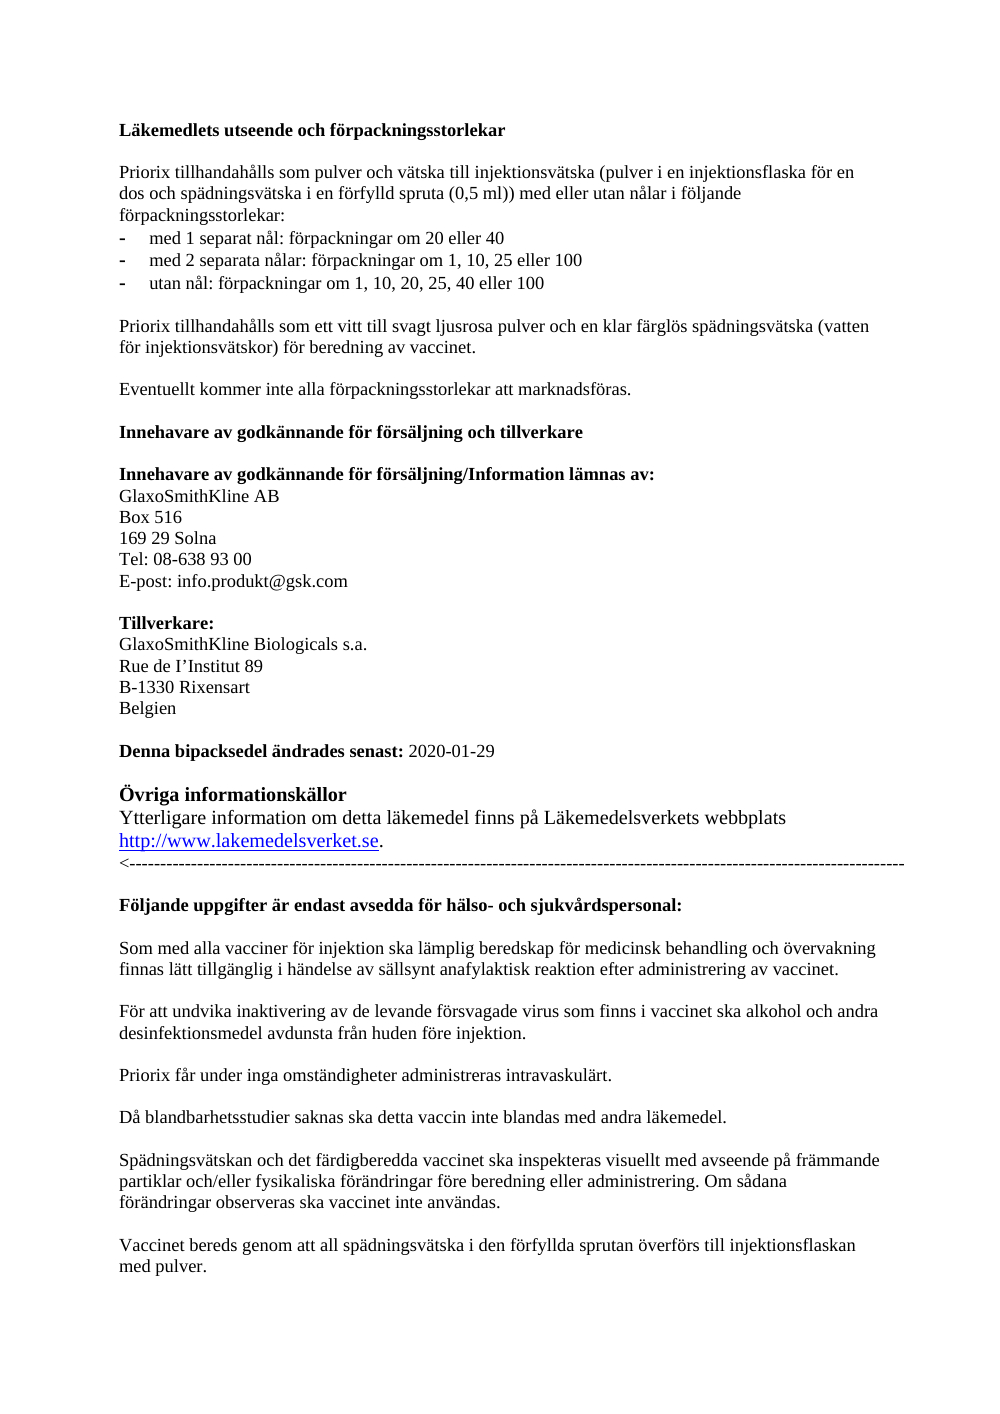 Läkemedlets utseende och förpackningsstorlekar
Priorix tillhandahålls som pulver och vätska till injektionsvätska (pulver i en injektionsflaska för en
dos och spädningsvätska i en förfylld spruta (0,5 ml)) med eller utan nålar i följande
förpackningsstorlekar:
- med 1 separat nål: förpackningar om 20 eller 40
- med 2 separata nålar: förpackningar om 1, 10, 25 eller 100
- utan nål: förpackningar om 1, 10, 20, 25, 40 eller 100
Priorix tillhandahålls som ett vitt till svagt ljusrosa pulver och en klar färglös spädningsvätska (vatten
för injektionsvätskor) för beredning av vaccinet.
Eventuellt kommer inte alla förpackningsstorlekar att marknadsföras.
Innehavare av godkännande för försäljning och tillverkare
Innehavare av godkännande för försäljning/Information lämnas av:
GlaxoSmithKline AB
Box 516
169 29 Solna
Tel: 08-638 93 00
E-post: info.produkt@gsk.com
Tillverkare:
GlaxoSmithKline Biologicals s.a.
Rue de I’Institut 89
B-1330 Rixensart
Belgien
Denna bipacksedel ändrades senast: 2020-01-29
Övriga informationskällor
Ytterligare information om detta läkemedel finns på Läkemedelsverkets webbplats
http://www.lakemedelsverket.se.
<------------------------------------------------------------------------------------------------------------------------------
Följande uppgifter är endast avsedda för hälso- och sjukvårdspersonal:
Som med alla vacciner för injektion ska lämplig beredskap för medicinsk behandling och övervakning
finnas lätt tillgänglig i händelse av sällsynt anafylaktisk reaktion efter administrering av vaccinet.
För att undvika inaktivering av de levande försvagade virus som finns i vaccinet ska alkohol och andra
desinfektionsmedel avdunsta från huden före injektion.
Priorix får under inga omständigheter administreras intravaskulärt.
Då blandbarhetsstudier saknas ska detta vaccin inte blandas med andra läkemedel.
Spädningsvätskan och det färdigberedda vaccinet ska inspekteras visuellt med avseende på främmande
partiklar och/eller fysikaliska förändringar före beredning eller administrering. Om sådana
förändringar observeras ska vaccinet inte användas.
Vaccinet bereds genom att all spädningsvätska i den förfyllda sprutan överförs till injektionsflaskan
med pulver.